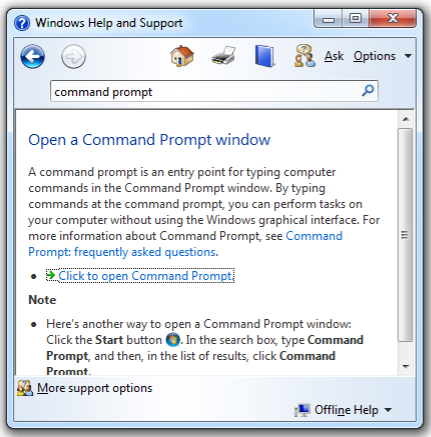 Windows Help and Support
Ask Options
command prompt
Open a Command Prompt window
A command prompt is an entry point for typing computer
commands in the Command Prompt window. By typing
commands at the command prompt, you can perform tasks on
your computer without using the Windows graphical interface. For
more information about Command Prompt, see Command
Prompt: frequently asked questions.
• Click to open Command Prompt.
Note
• Here's another way to open a Command Prompt window:
Click the Start button . In the search box, type Command
Prompt, and then, in the list of results, click Command
Prompt.
More support options
Offline Help